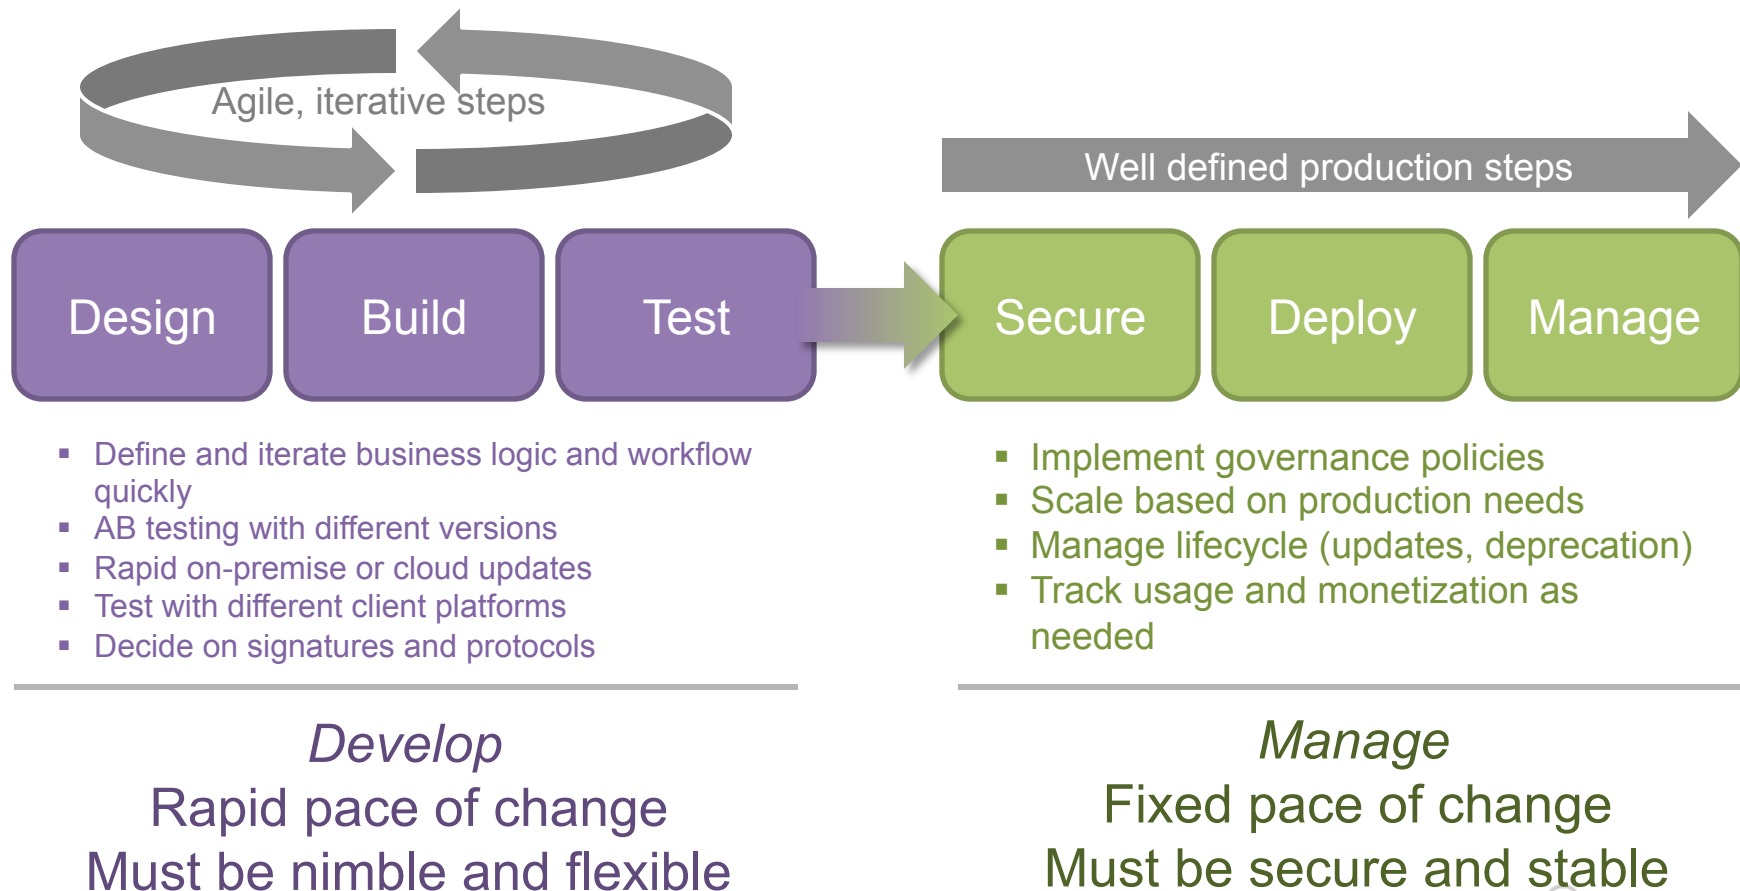 Agile, iterative steps
Well defined production steps
Design
Build
Test
Secure
Deploy
Manage
▪ Define and iterate business logic and workflow
quickly
▪ AB testing with different versions
▪ Rapid on-premise or cloud updates
▪ Test with different client platforms
▪ Decide on signatures and protocols
▪ Implement governance policies
▪ Scale based on production needs
▪ Manage lifecycle (updates, deprecation)
▪ Track usage and monetization as
needed
Develop
Rapid pace of change
Must be nimble and flexible
Manage
Fixed pace of change
Must be secure and stable